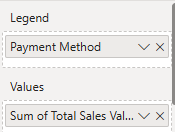 Legend
Payment Method
Values
Sum of Total Sales Val...